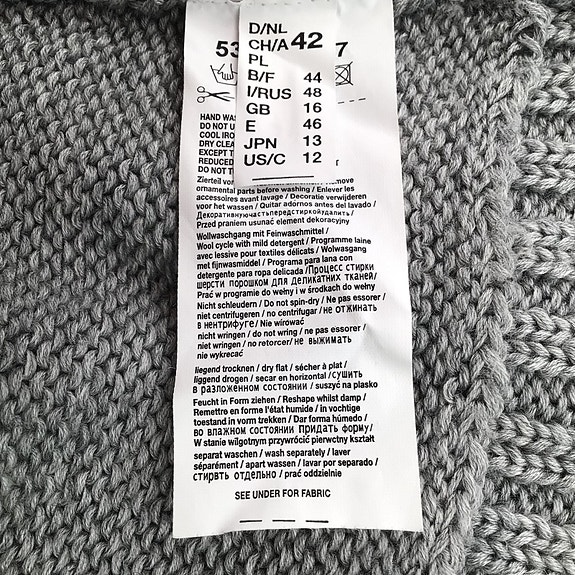 D/NL
CH/A 42
PL
B/F 44
I/RUS 48
GB 16
E 46
JPN 13
US/C 12
53
7
HAND WAS
DO NOT U
COOL IRO
DRY CLEA
EXCEPT T
REDUCED
DO NOT T
Zierteil vor
ornamental parts before washing / Enlever les
accessoires avant lavage / Decoratie verwijderen
voor het wassen / Quitar adornos antes del lavado /
Декоративнуючастьпередстиркойудалить/
Przed praniem usunąć element dekoracyjny
Wollwaschgang mit Feinwaschmittel /
Wool cycle with mild detergent / Programme laine
avec lessive pour textiles délicats / Wolwasgang
met fijnwasmiddel / Programa para lana con
detergente para ropa delicada /Процесс стирки
шерсти порошком для деликатних тканей/
Prać w programie do wełny i w środkach do wełny
Nicht schleudern / Do not spin-dry / Ne pas essorer /
niet centrifugeren / no centrifugar /не отжинать
в нентрифуге/ Nie wirować
nicht wringen / do not wring / ne pas essorer /
niet wringen / no retorcer/ не выжимать
nie wykrecać
liegend trocknen / dry flat / sécher à plat /
liggend drogen / secar en horizontal /сушить
в разложенном состоянии / suszyć na płasko
Feucht in Form ziehen / Reshape whilst damp /
Remettre en forme l'état humide / in vochtige
toestand in vorm trekken / Dar forma húmedo /
во влажном состоянии придать форму/
W stanie wilgotnym przywrócić pierwctny kształt
separat waschen / wash separately / laver
séparément / apart wassen / lavar por separado /
стирвть отдельно / prać oddzielnie
SEE UNDER FOR FABRIC